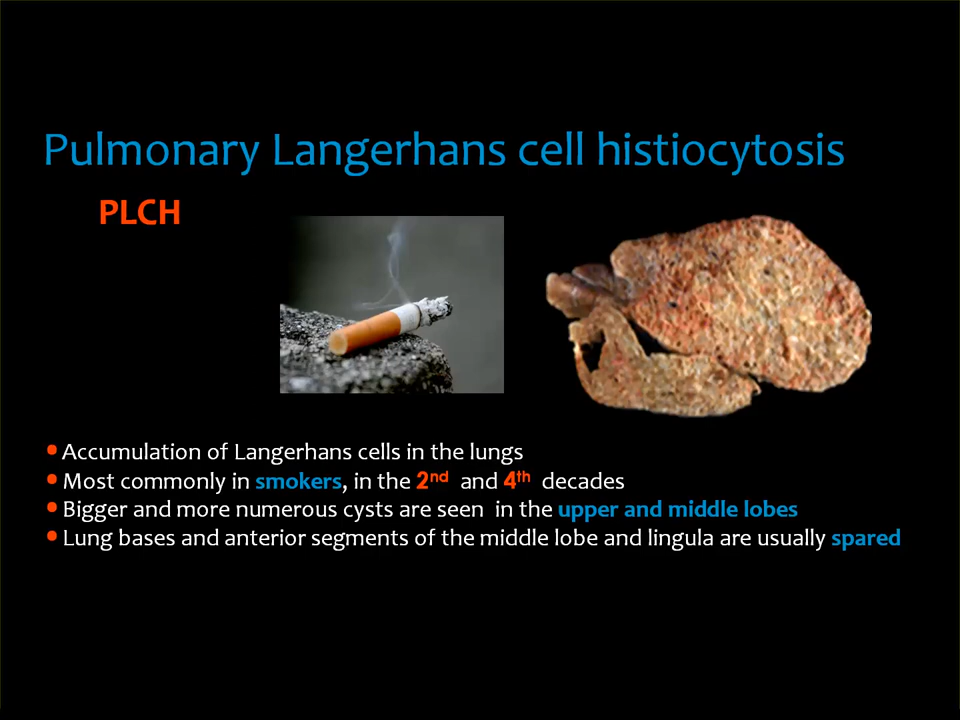 Pulmonary Langerhans cell histiocytosis
PLCH
• Accumulation of Langerhans cells in the lungs
• Most commonly in smokers, in the 2nd and 4th decades
• Bigger and more numerous cysts are seen in the upper and middle lobes
• Lung bases and anterior segments of the middle lobe and lingula are usually spared